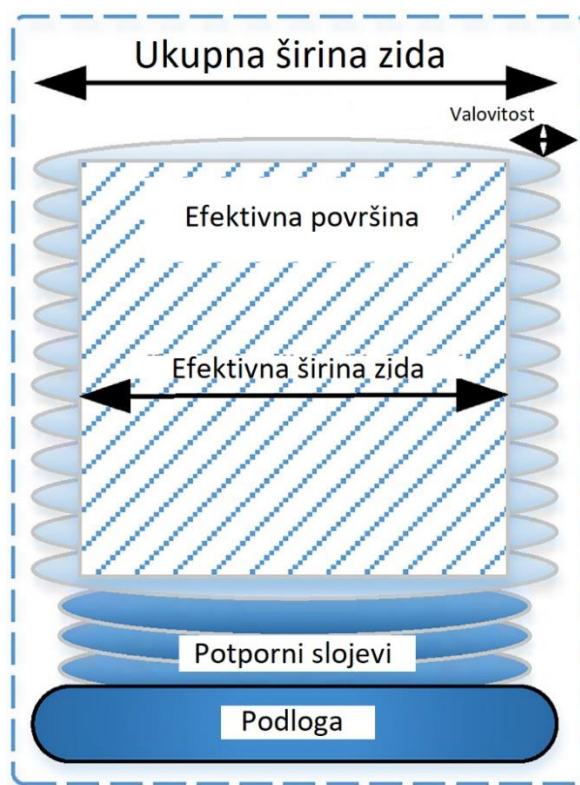 Ukupna širina zida
Valovitost
Efektivna površina
Efektivna širina zida
Potporni slojevi
Podloga